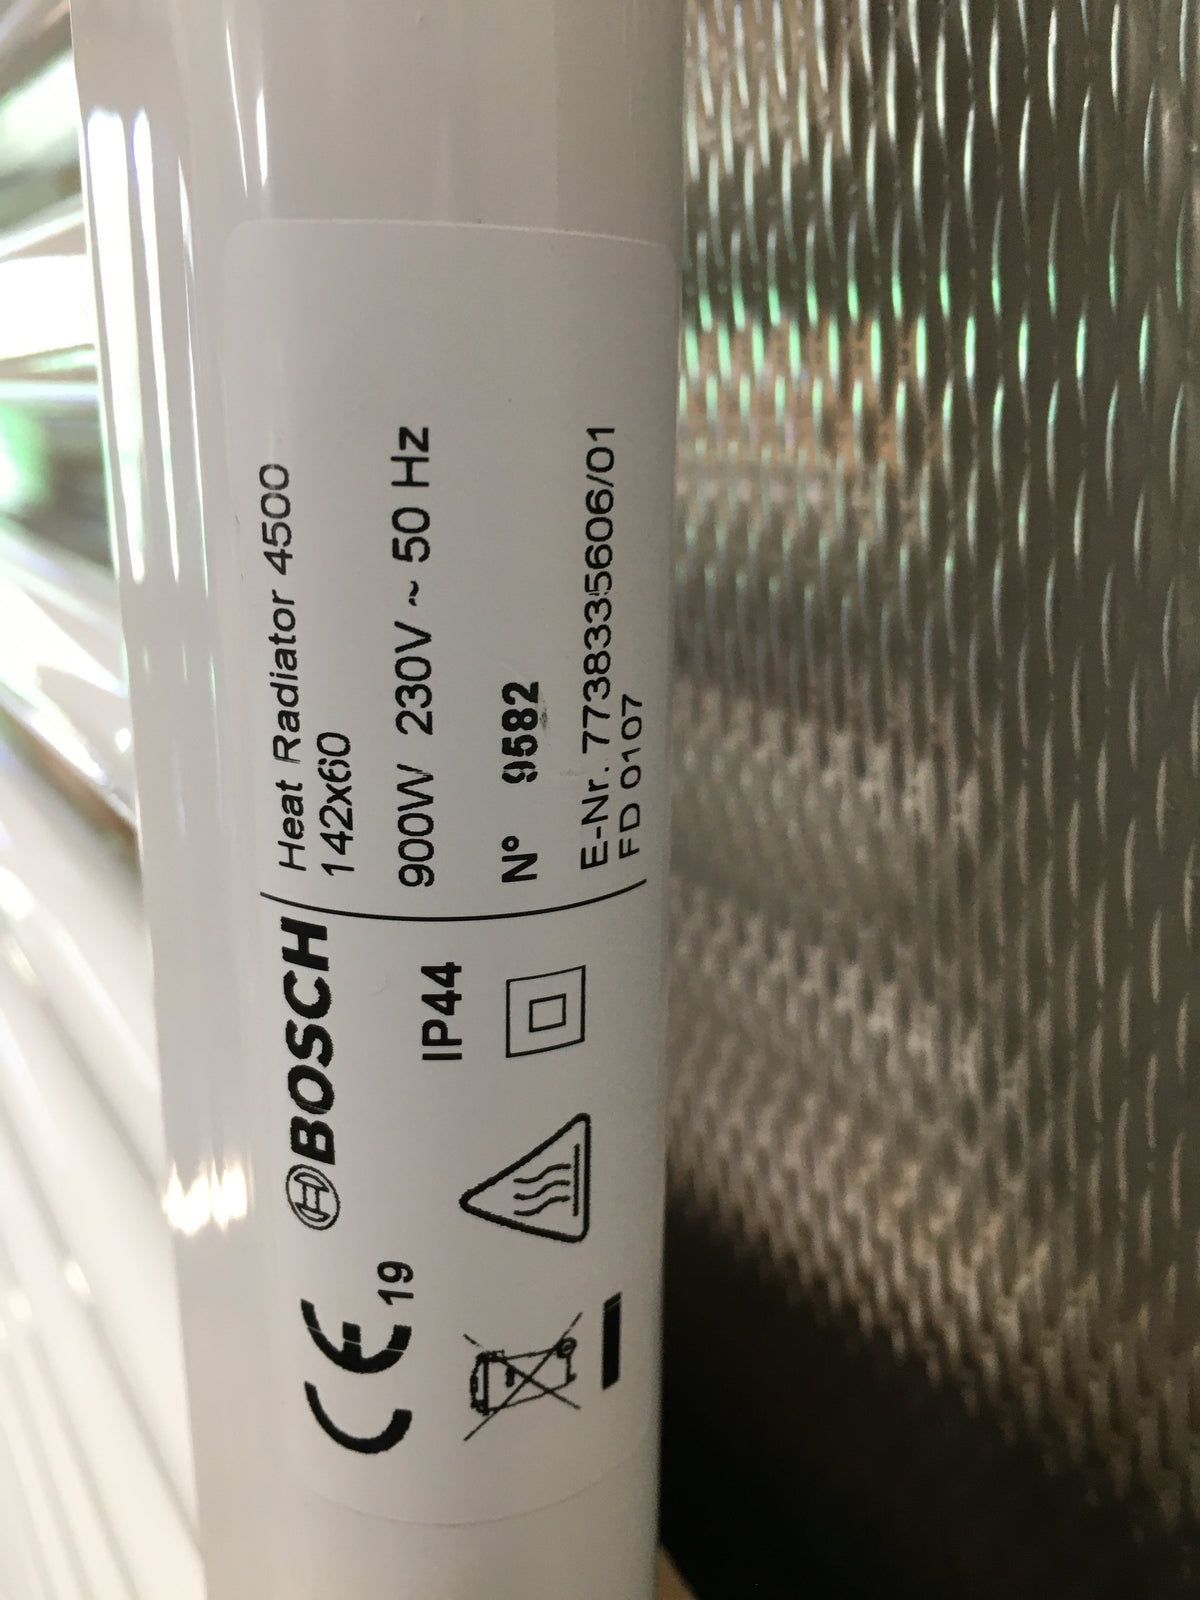 BOSCH
Heat Radiator 4500
142x60
900W 230V ~ 50 Hz
N° 9582
E-Nr. 7738335606/01
FD 0107
IP44
CE 19